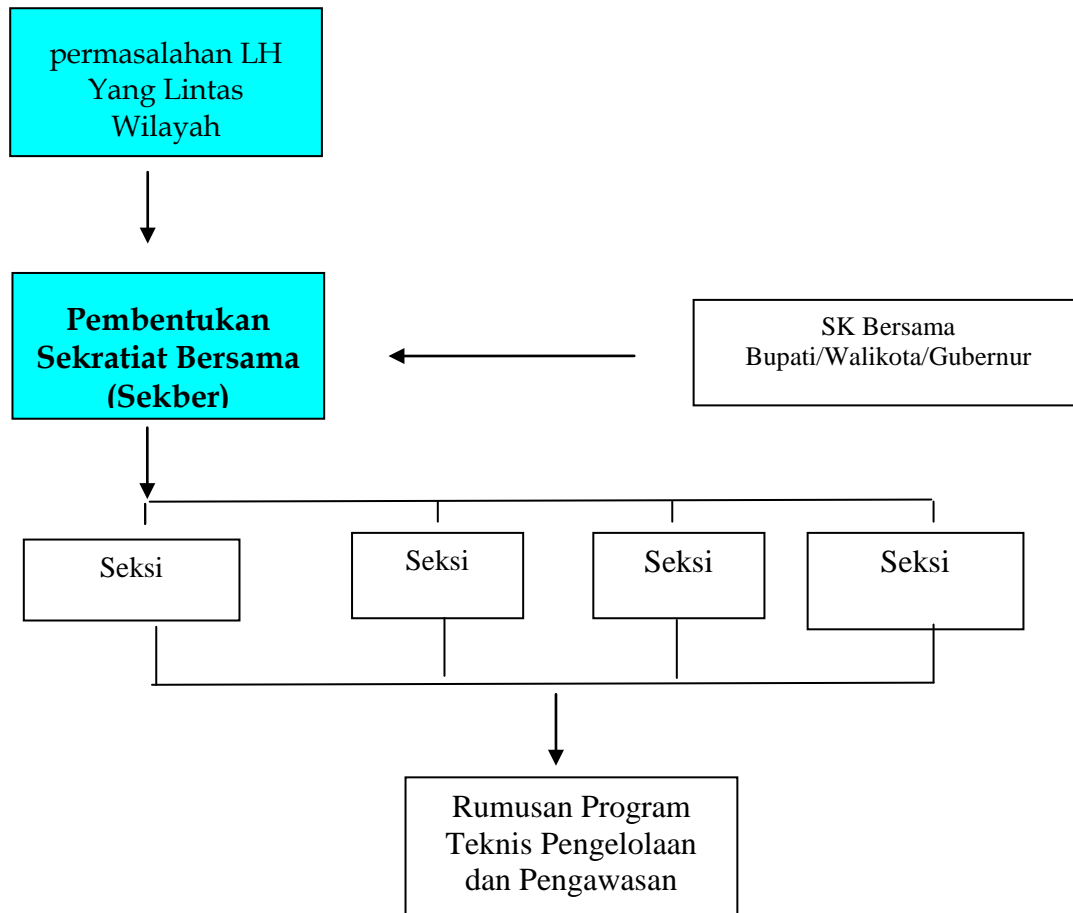 permasalahan LH
Yang Lintas
Wilayah
Pembentukan
Sekratiat Bersama
(Sekber)
SK Bersama
Bupati/Walikota/Gubernur
Seksi
Seksi
Seksi
Seksi
Rumusan Program
Teknis Pengelolaan
dan Pengawasan